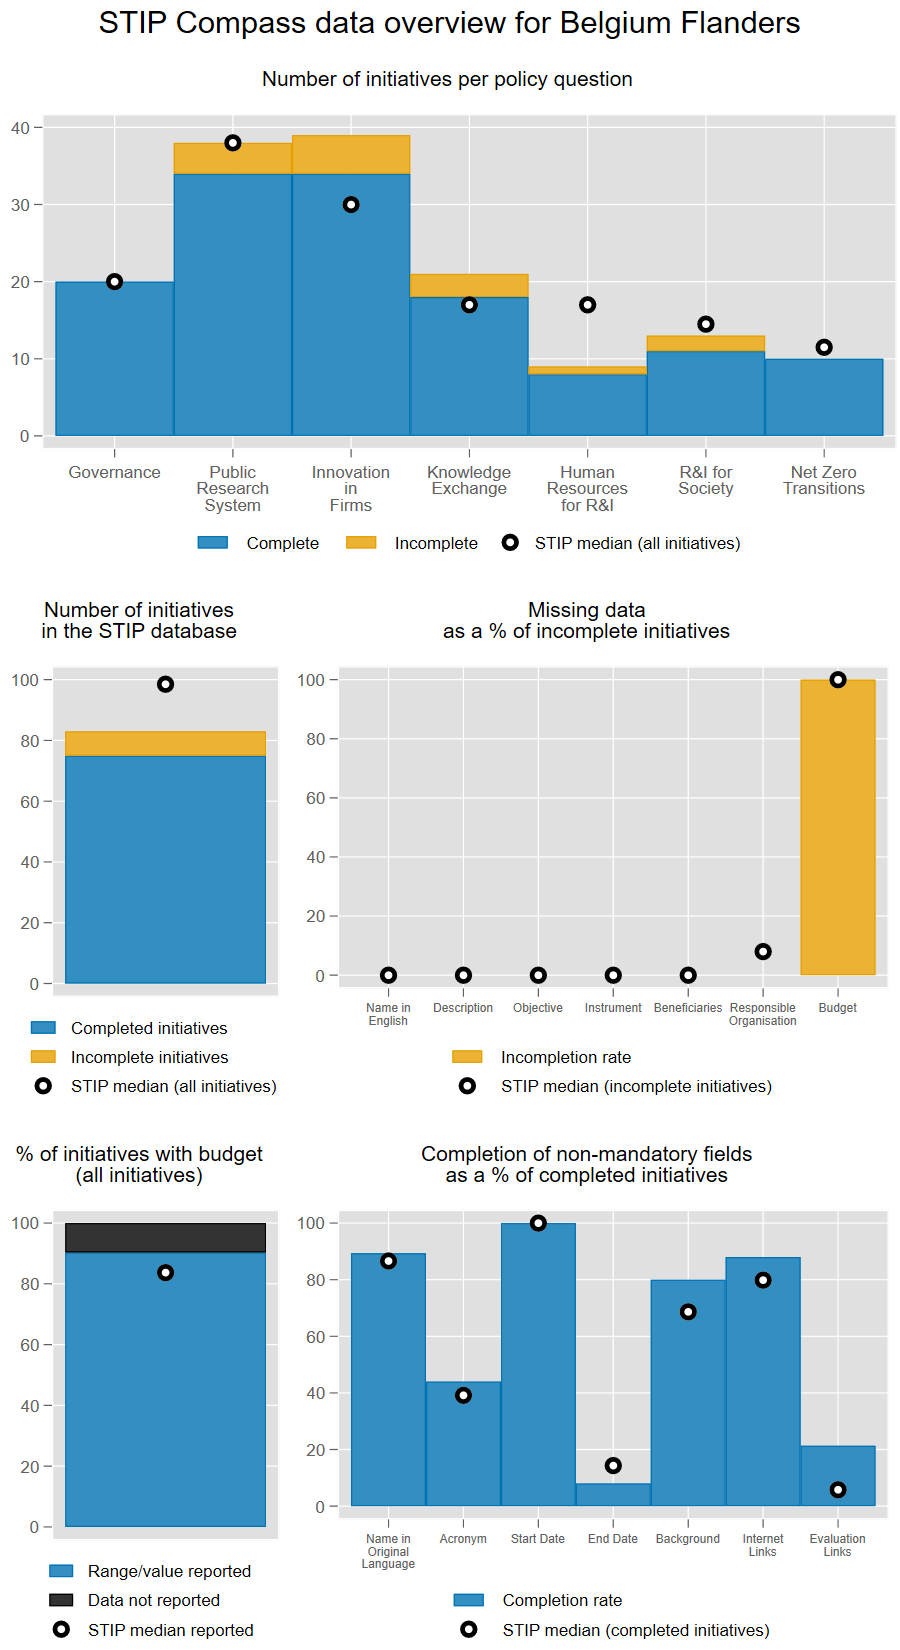 STIP Compass data overview for Belgium Flanders
Number of initiatives per policy question
40
30
20
10
0
Governance
Public
Research
System
Innovation
in
Firms
Knowledge
Exchange
Human
Resources
for R&I
R&I for
Society
Net Zero
Transitions
Complete
Incomplete
STIP median (all initiatives)
Number of initiatives
in the STIP database
100
80
60
40
20
0
Completed initiatives
Incomplete initiatives
STIP median (all initiatives)
Missing data
as a % of incomplete initiatives
100
80
60
40
20
0
Name in
English
Description
Objective
Instrument
Beneficiaries
Responsible
Organisation
Budget
Incompletion rate
STIP median (incomplete initiatives)
% of initiatives with budget
(all initiatives)
100
80
60
40
20
0
Range/value reported
Data not reported
STIP median reported
Completion of non-mandatory fields
as a % of completed initiatives
100
80
60
40
20
0
Name in
Original
Language
Acronym
Start Date
End Date
Background
Internet
Links
Evaluation
Links
Completion rate
STIP median (completed initiatives)